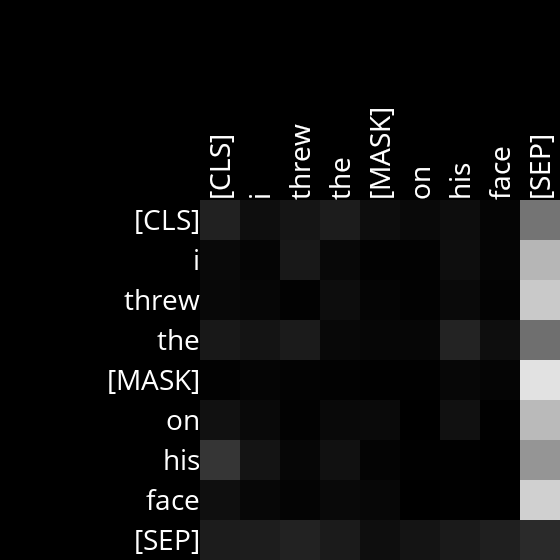 [CLS] i threw the [MASK] on his face [SEP]
[CLS]
i
threw
the
[MASK]
on
his
face
[SEP]